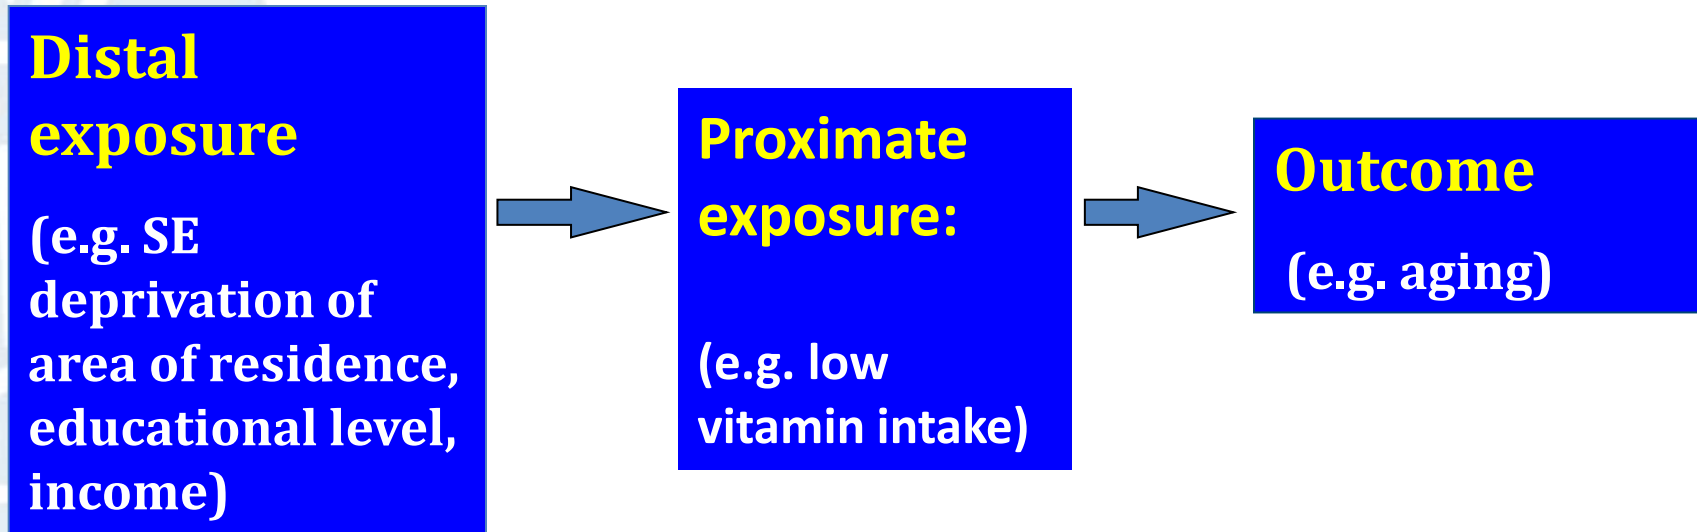 Distal
exposure
(e.g. SE
deprivation of
area of residence,
educational level,
income)
Proximate
exposure:
(e.g. low
vitamin intake)
Outcome
(e.g. aging)